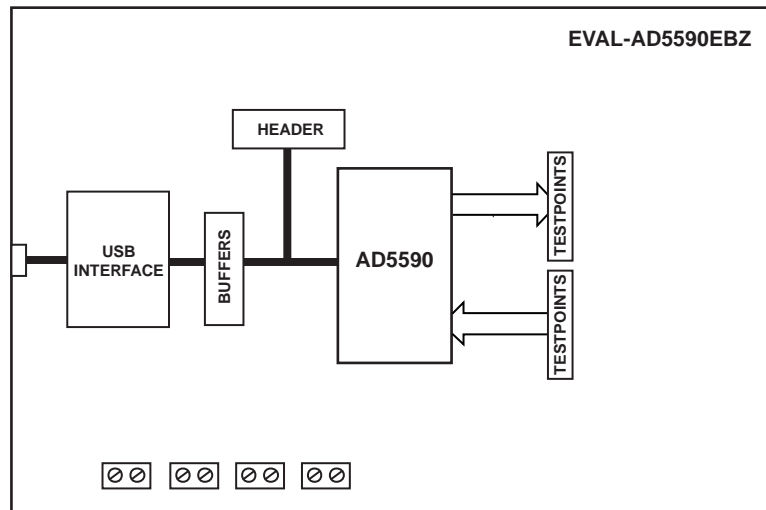 EVAL-AD5590EBZ
HEADER
USB
INTERFACE
BUFFERS
AD5590
TESTPOINTS
TESTPOINTS